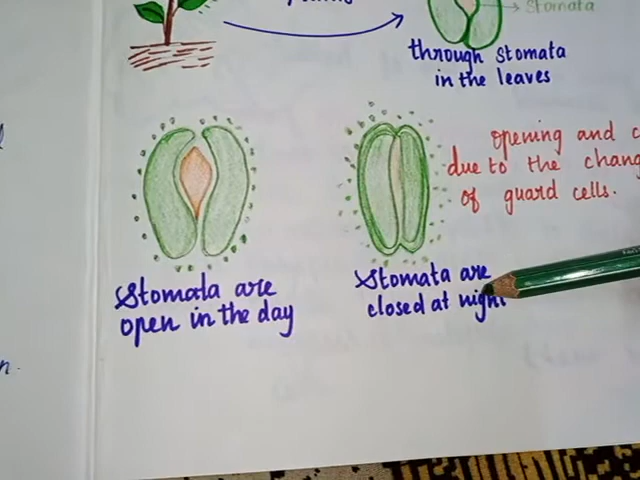 Stomata
through stomata
in the leaves
opening and c
due to the chang
of guard cells.
Stomata are
open in the day
Stomata are
closed at night